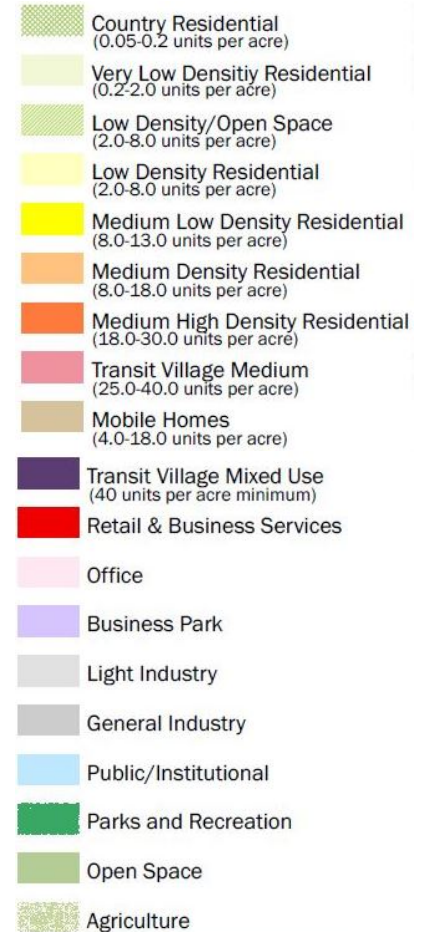 Country Residential
(0.05-0.2 units per acre)
Very Low Densitiy Residential
(0.2-2.0 units per acre)
Low Density/Open Space
(2.0-8.0 units per acre)
Low Density Residential
(2.0-8.0 units per acre)
Medium Low Density Residential
(8.0-13.0 units per acre)
Medium Density Residential
(8.0-18.0 units per acre)
Medium High Density Residential
(18.0-30.0 units per acre)
Transit Village Medium
(25.0-40.0 units per acre)
Mobile Homes
(4.0-18.0 units per acre)
Transit Village Mixed Use
(40 units per acre minimum)
Retail & Business Services
Office
Business Park
Light Industry
General Industry
Public/Institutional
Parks and Recreation
Open Space
Agriculture